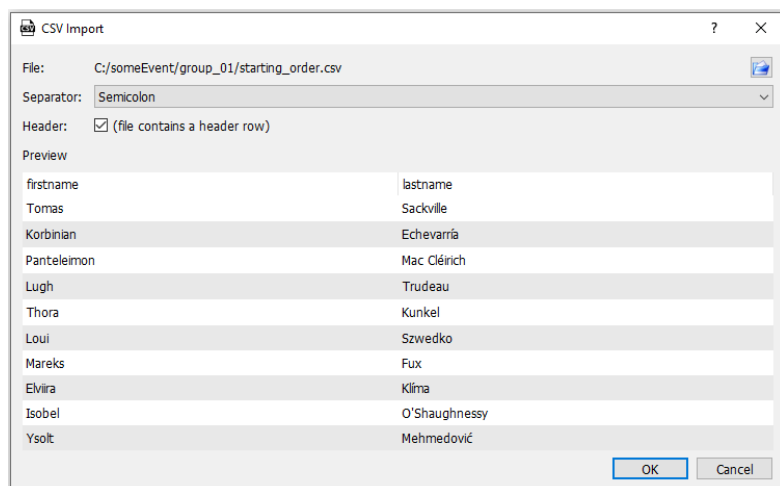 CSV CSV Import ?
File: C:/someEvent/group_01/starting_order.csv
Separator: Semicolon
Header: (file contains a header row)
Preview
firstname lastname
Tomas Sackville
Korbinian Echevarría
Panteleimon Mac Cléirich
Lugh Trudeau
Thora Kunkel
Loui Szwedko
Mareks Fux
Elviira Klíma
Isobel O'Shaughnessy
Ysolt Mehmedović
OK Cancel